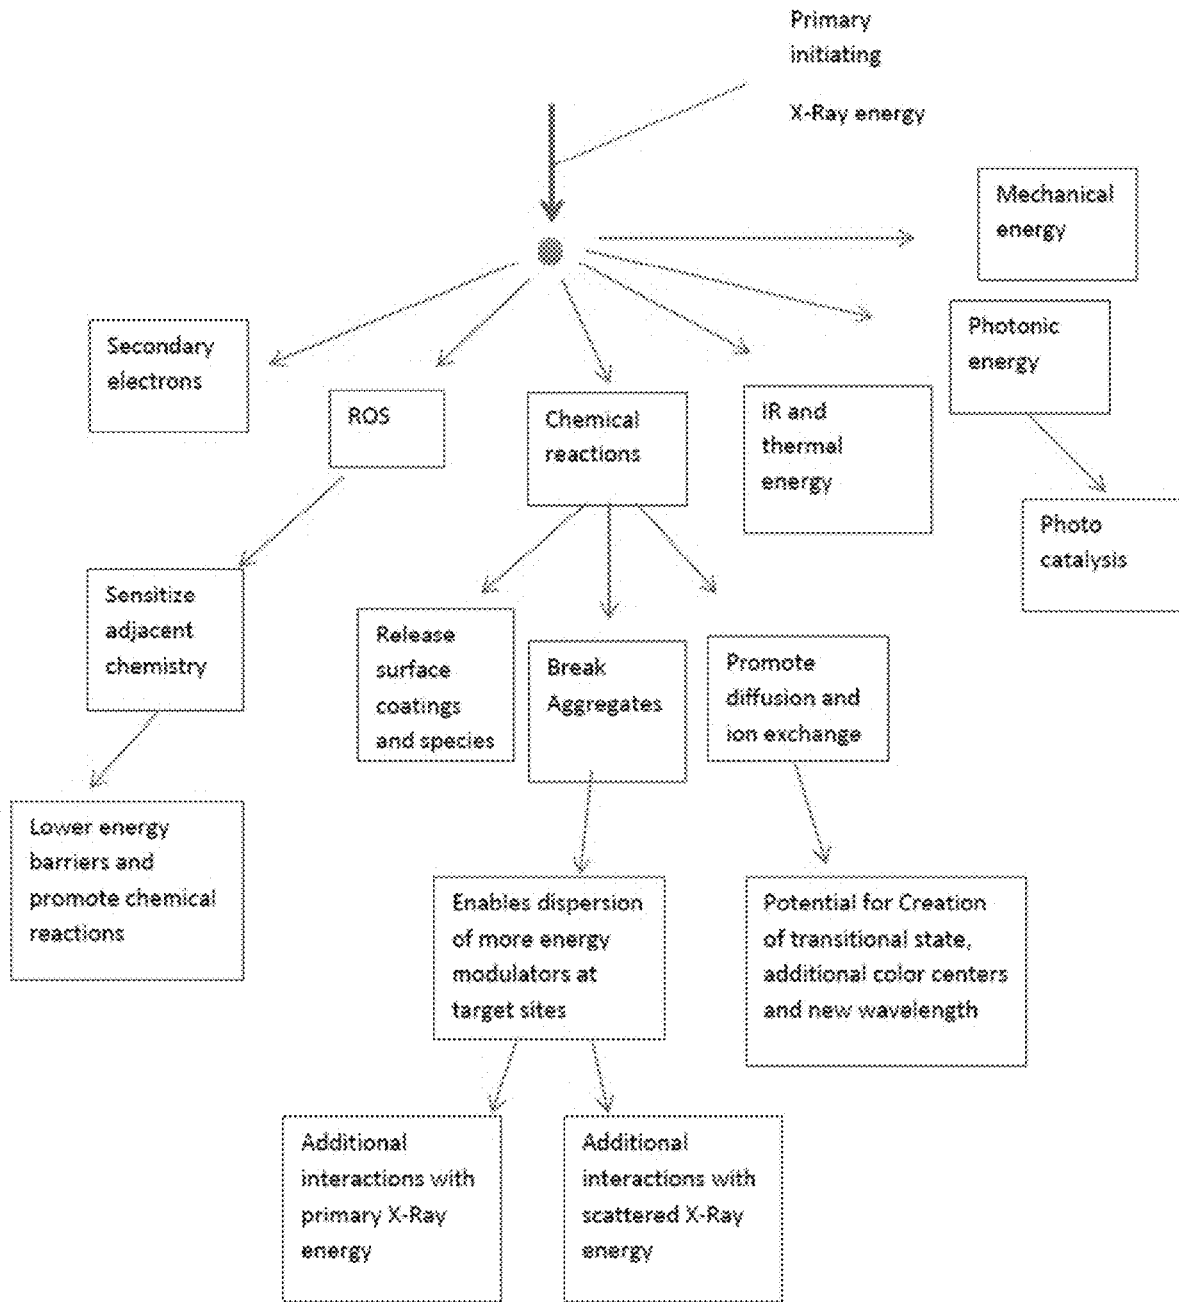 Primary
initiating
X-Ray energy
Mechanical
energy
Photonic
energy
Secondary
electrons
ROS
Chemical
reactions
IR and
thermal
energy
Photo
catalysis
Sensitize
adjacent
chemistry
Release
surface
coatings
and species
Break
Aggregates
Promote
diffusion and
ion exchange
Lower energy
barriers and
promote chemical
reactions
Enables dispersion
of more energy
modulators at
target sites
Potential for Creation
of transitional state,
additional color centers
and new wavelength
Additional
interactions with
primary X-Ray
energy
Additional
interactions with
scattered X-Ray
energy